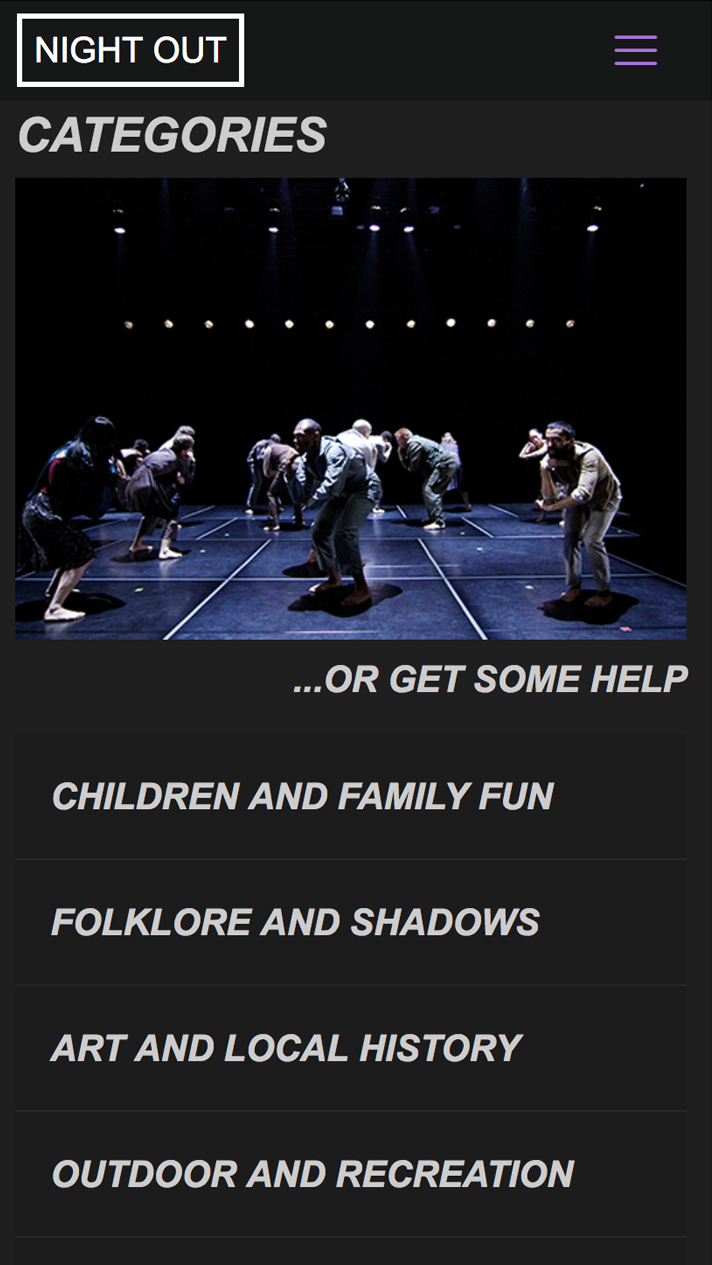 NIGHT OUT
CATEGORIES
...OR GET SOME HELP
CHILDREN AND FAMILY FUN
FOLKLORE AND SHADOWS
ART AND LOCAL HISTORY
OUTDOOR AND RECREATION